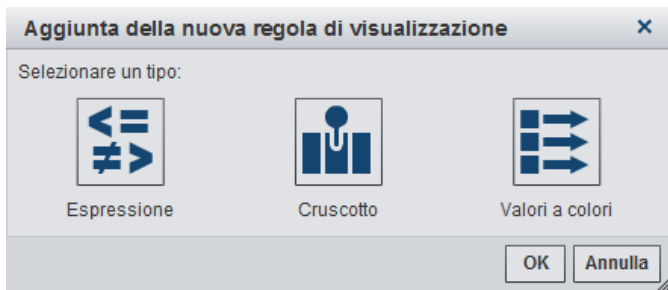 Aggiunta della nuova regola di visualizzazione
Selezionare un tipo:
Espressione Cruscotto Valori a colori
OK Annulla